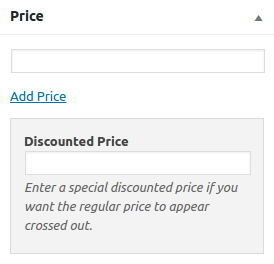 Price
Add Price
Discounted Price
Enter a special discounted price if you
want the regular price to appear
crossed out.